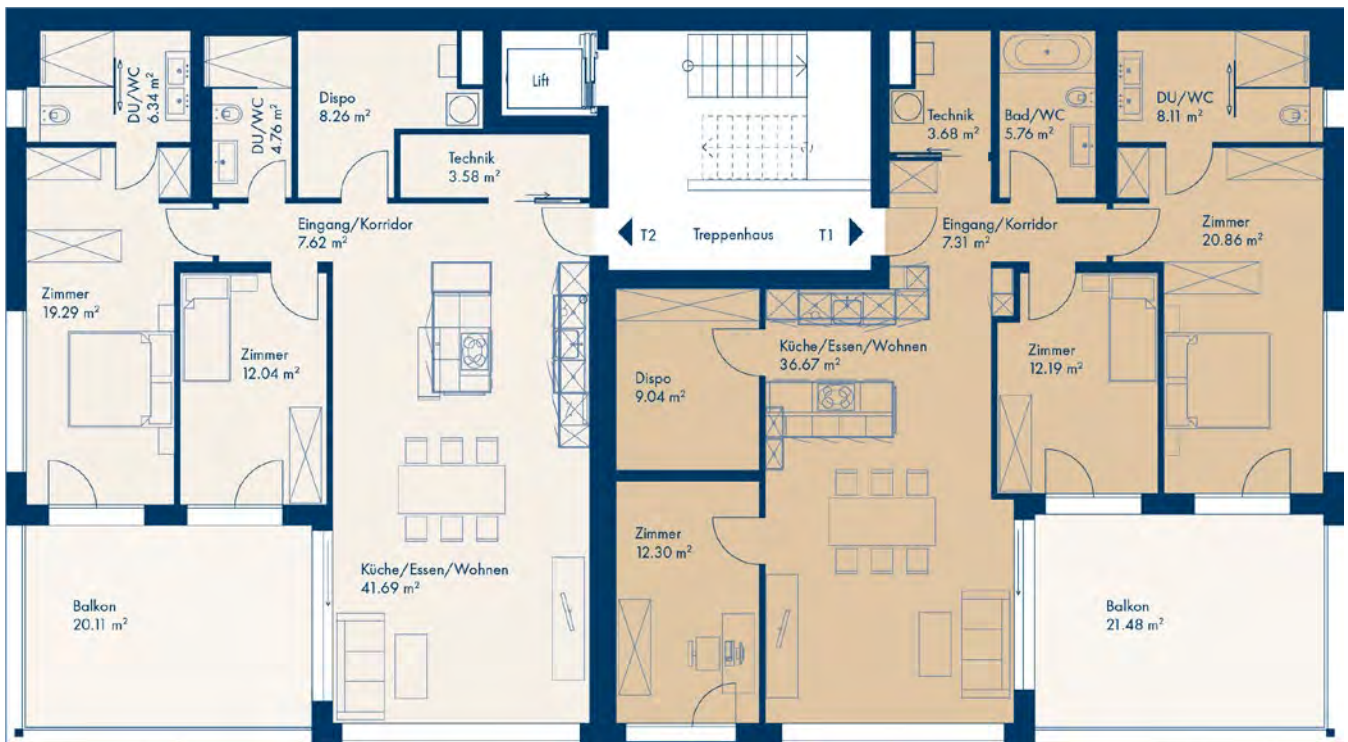 DU/WC
6.34 m²
DU/WC
4.76 m²
Dispo
8.26 m²
Lift
Technik
3.58 m²
Technik
3.68 m²
Bad/WC
5.76 m²
DU/WC
8.11 m²
Eingang/Korridor
7.62 m²
T2 Treppenhaus T1
Eingang/Korridor
7.31 m²
Zimmer
20.86 m²
Zimmer
19.29 m²
Zimmer
12.04 m²
Küche/Essen/Wohnen
36.67 m²
Dispo
9.04 m²
Zimmer
12.19 m²
Zimmer
12.30 m²
Küche/Essen/Wohnen
41.69 m²
Balkon
20.11 m²
Balkon
21.48 m²